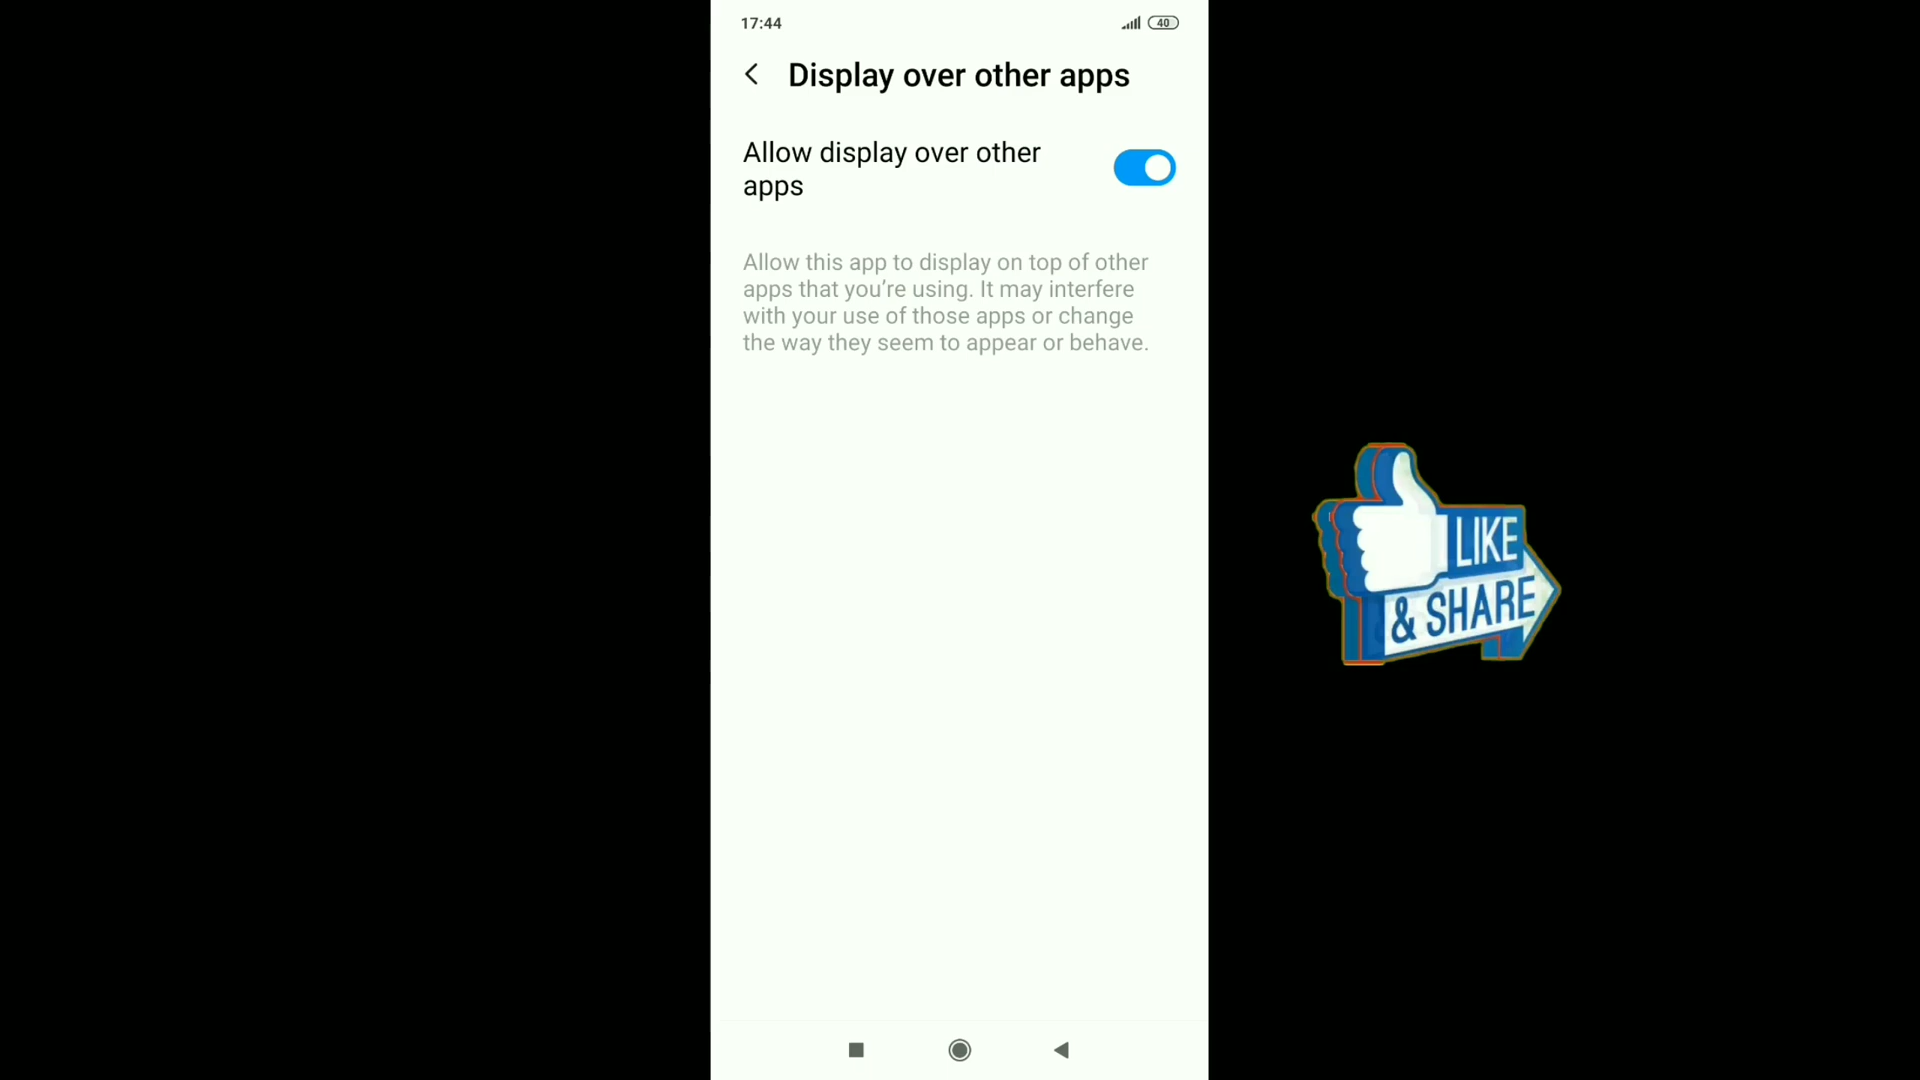 17:44
40
Display over other apps
Allow display over other
apps
Allow this app to display on top of other
apps that you’re using. It may interfere
with your use of those apps or change
the way they seem to appear or behave.
LIKE
& SHARE